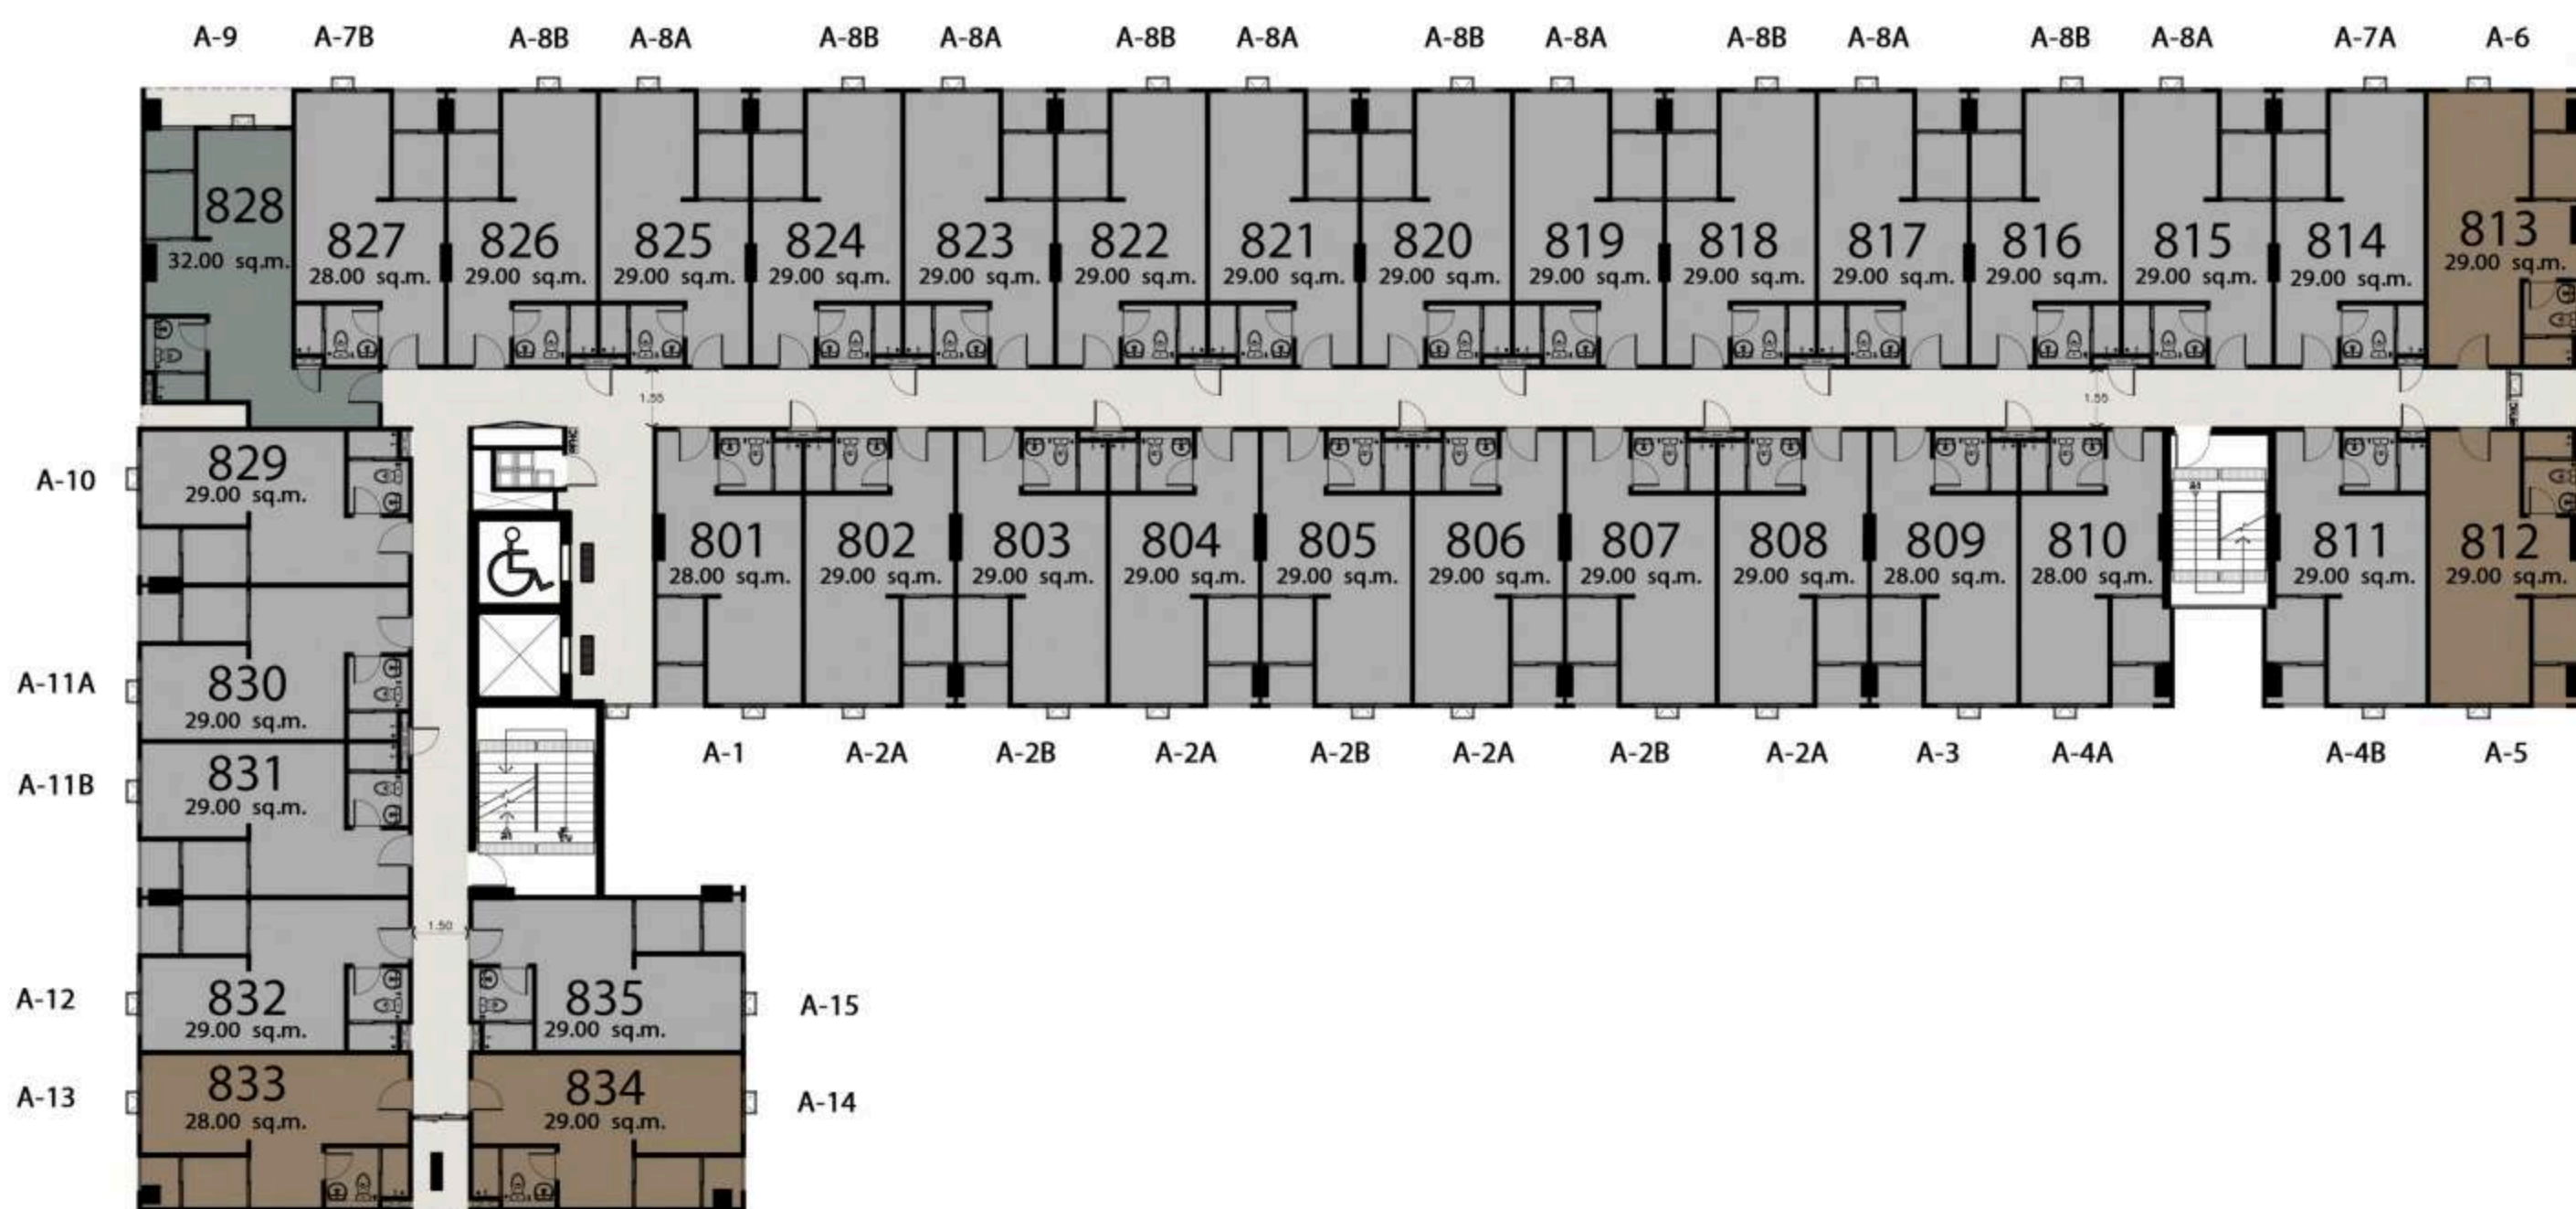 A-9 A-7B A-8B A-8A A-8B A-8A A-8B A-8A A-8B A-8A A-8B A-8A A-8B A-8A A-7A A-6
828
32.00 sq.m.
827 826 825 824 823 822 821 820 819 818 817 816 815 814 813
28.00 sq.m. 29.00 sq.m. 29.00 sq.m. 29.00 sq.m. 29.00 sq.m. 29.00 sq.m. 29.00 sq.m. 29.00 sq.m. 29.00 sq.m. 29.00 sq.m. 29.00 sq.m. 29.00 sq.m. 29.00 sq.m. 29.00 sq.m. 29.00 sq.m.
1.55 1.55
A-10
829
29.00 sq.m.
801 802 803 804 805 806 807 808 809 810 811 812
28.00 sq.m. 29.00 sq.m. 29.00 sq.m. 29.00 sq.m. 29.00 sq.m. 29.00 sq.m. 29.00 sq.m. 29.00 sq.m. 28.00 sq.m. 28.00 sq.m. 29.00 sq.m. 29.00 sq.m.
A-11A
830
29.00 sq.m.
A-1 A-2A A-2B A-2A A-2B A-2A A-2B A-2A A-3 A-4A A-4B A-5
A-11B
831
29.00 sq.m.
1.50
A-12
832
29.00 sq.m.
835
29.00 sq.m.
A-15
A-13
833
28.00 sq.m.
834
29.00 sq.m.
A-14